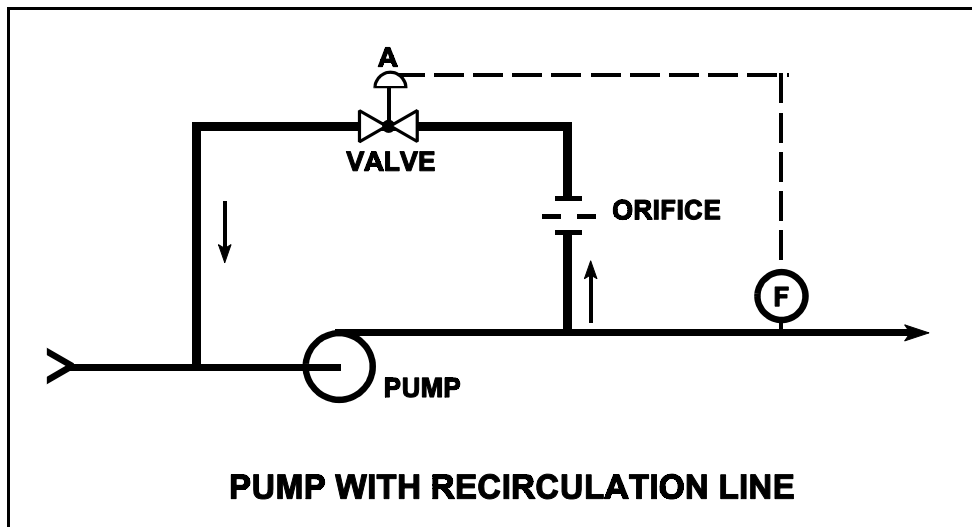 A
VALVE
ORIFICE
F
PUMP
PUMP WITH RECIRCULATION LINE